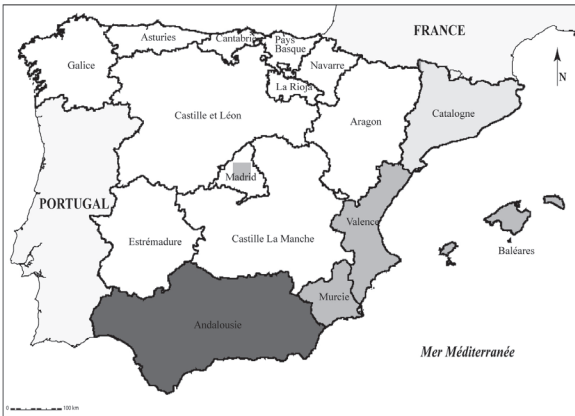 FRANCE
Asturies
Cantabrie
Pays
Basque
Galice
Navarre
N
La Rioja
Castille et Léon
Catalogne
Aragon
Madrid
PORTUGAL
Valence
Estrémadure
Castille La Manche
Baléares
Murcie
Andalousie
Mer Méditerranée
0 100 km